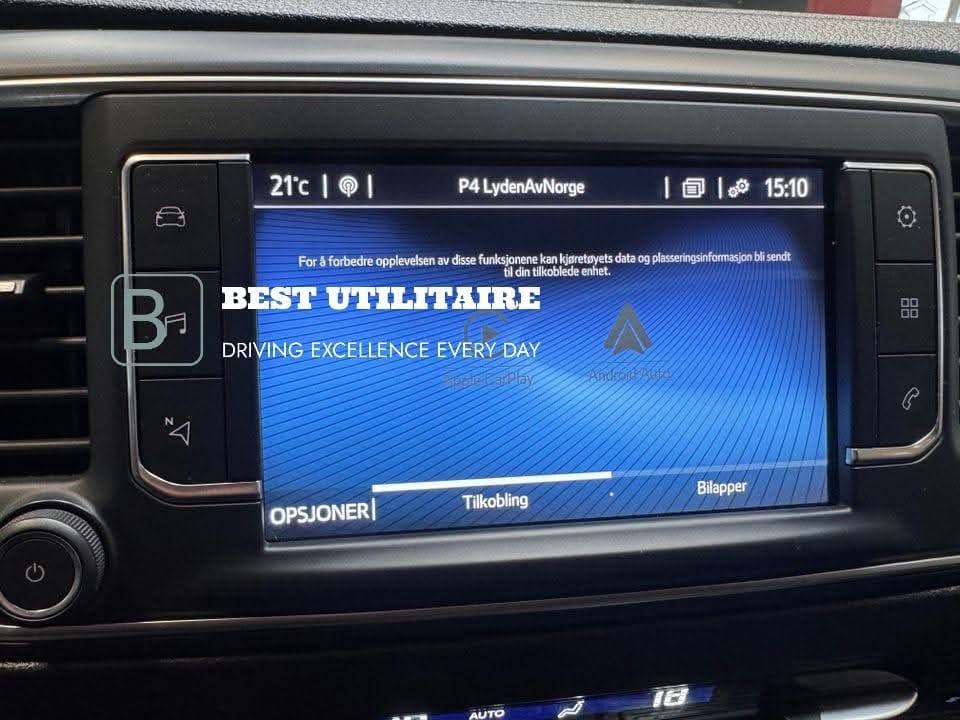 21°C P4 LydenAvNorge 15:10
For å forbedre opplevelsen av disse funksjonene kan kjøretøyets data og plasseringsinformasjon bli sendt
til din tilkoblede enhet.
B BEST UTILITAIRE
DRIVING EXCELLENCE EVERY DAY
Apple CarPlay Android Auto
N
OPSJONER Tilkobling Bilapper
AUTO 18